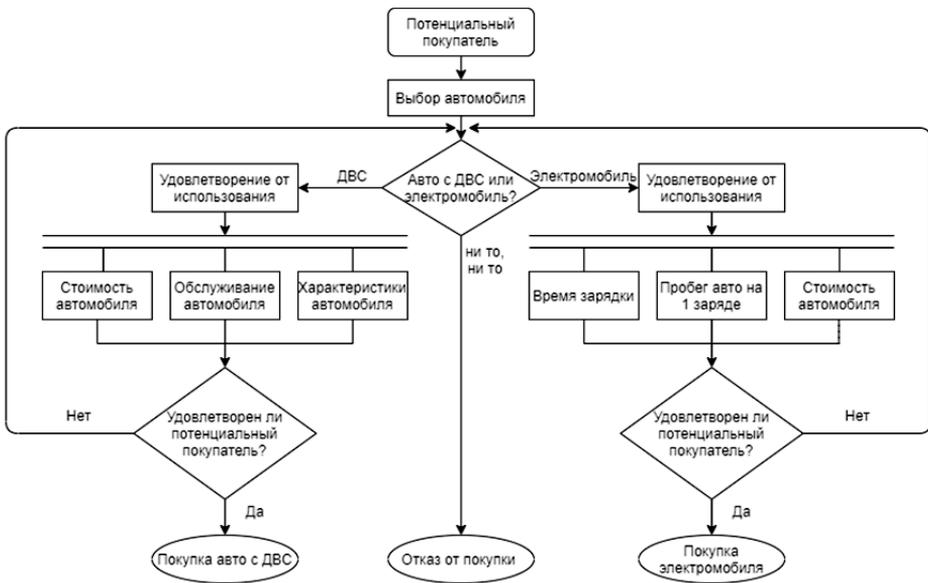 Потенциальный
покупатель
Выбор автомобиля
Авто с ДВС или
электромобиль?
ДВС
Электромобиль
ни то,
ни то
Удовлетворение от
использования
Стоимость
автомобиля
Обслуживание
автомобиля
Характеристики
автомобиля
Удовлетворен ли
потенциальный
покупатель?
Нет
Да
Покупка авто с ДВС
Отказ от покупки
Удовлетворение от
использования
Время зарядки
Пробег авто на
1 заряде
Стоимость
автомобиля
Удовлетворен ли
потенциальный
покупатель?
Нет
Да
Покупка
электромобиля